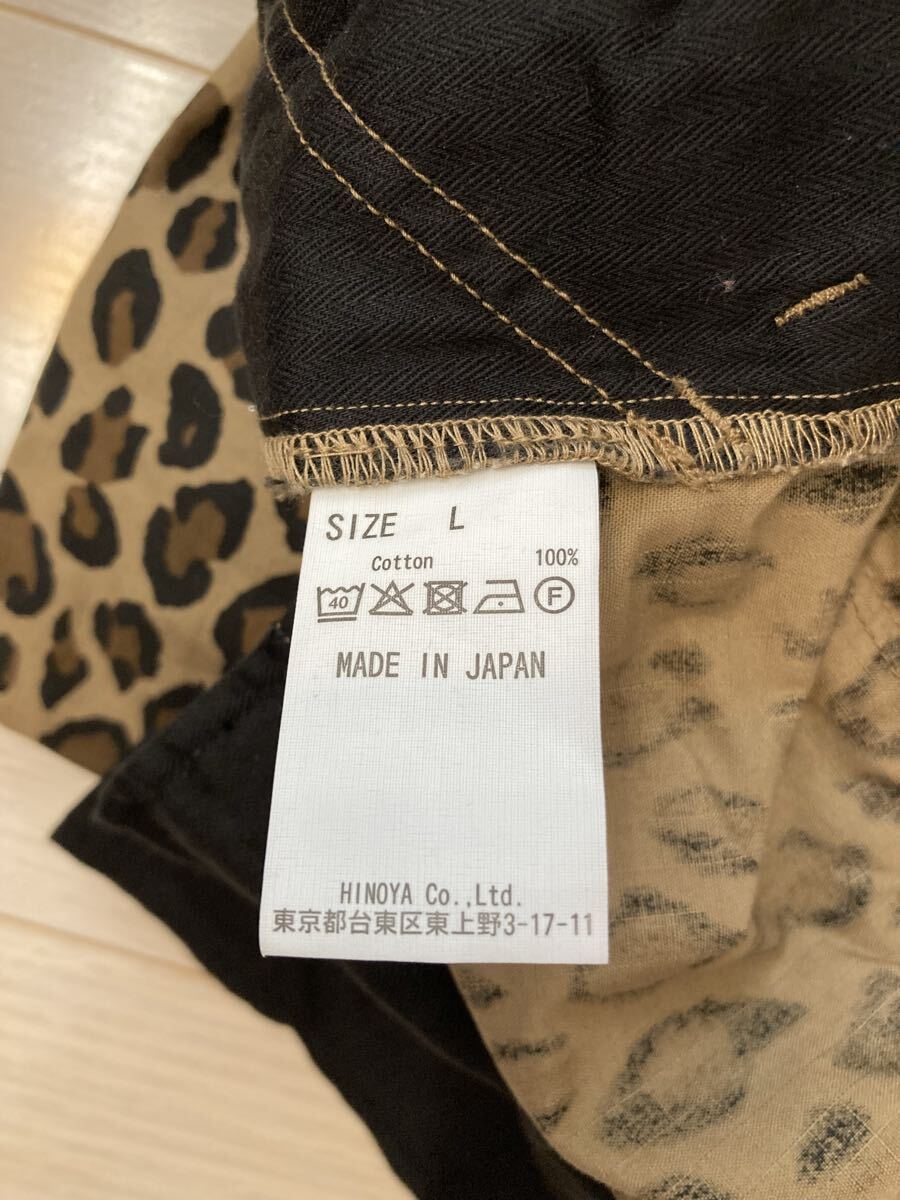 SIZE L
Cotton 100%
40 F
MADE IN JAPAN
HINOYA Co.,Ltd.
東京都台東区東上野3-17-11